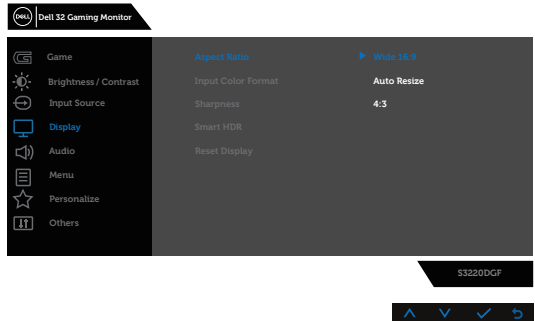 DELL Dell 32 Gaming Monitor
Game
Brightness / Contrast
Input Source
Display
Audio
Menu
Personalize
Others
Aspect Ratio
Input Color Format
Sharpness
Smart HDR
Reset Display
Wide 16:9
Auto Resize
4:3
S3220DGF